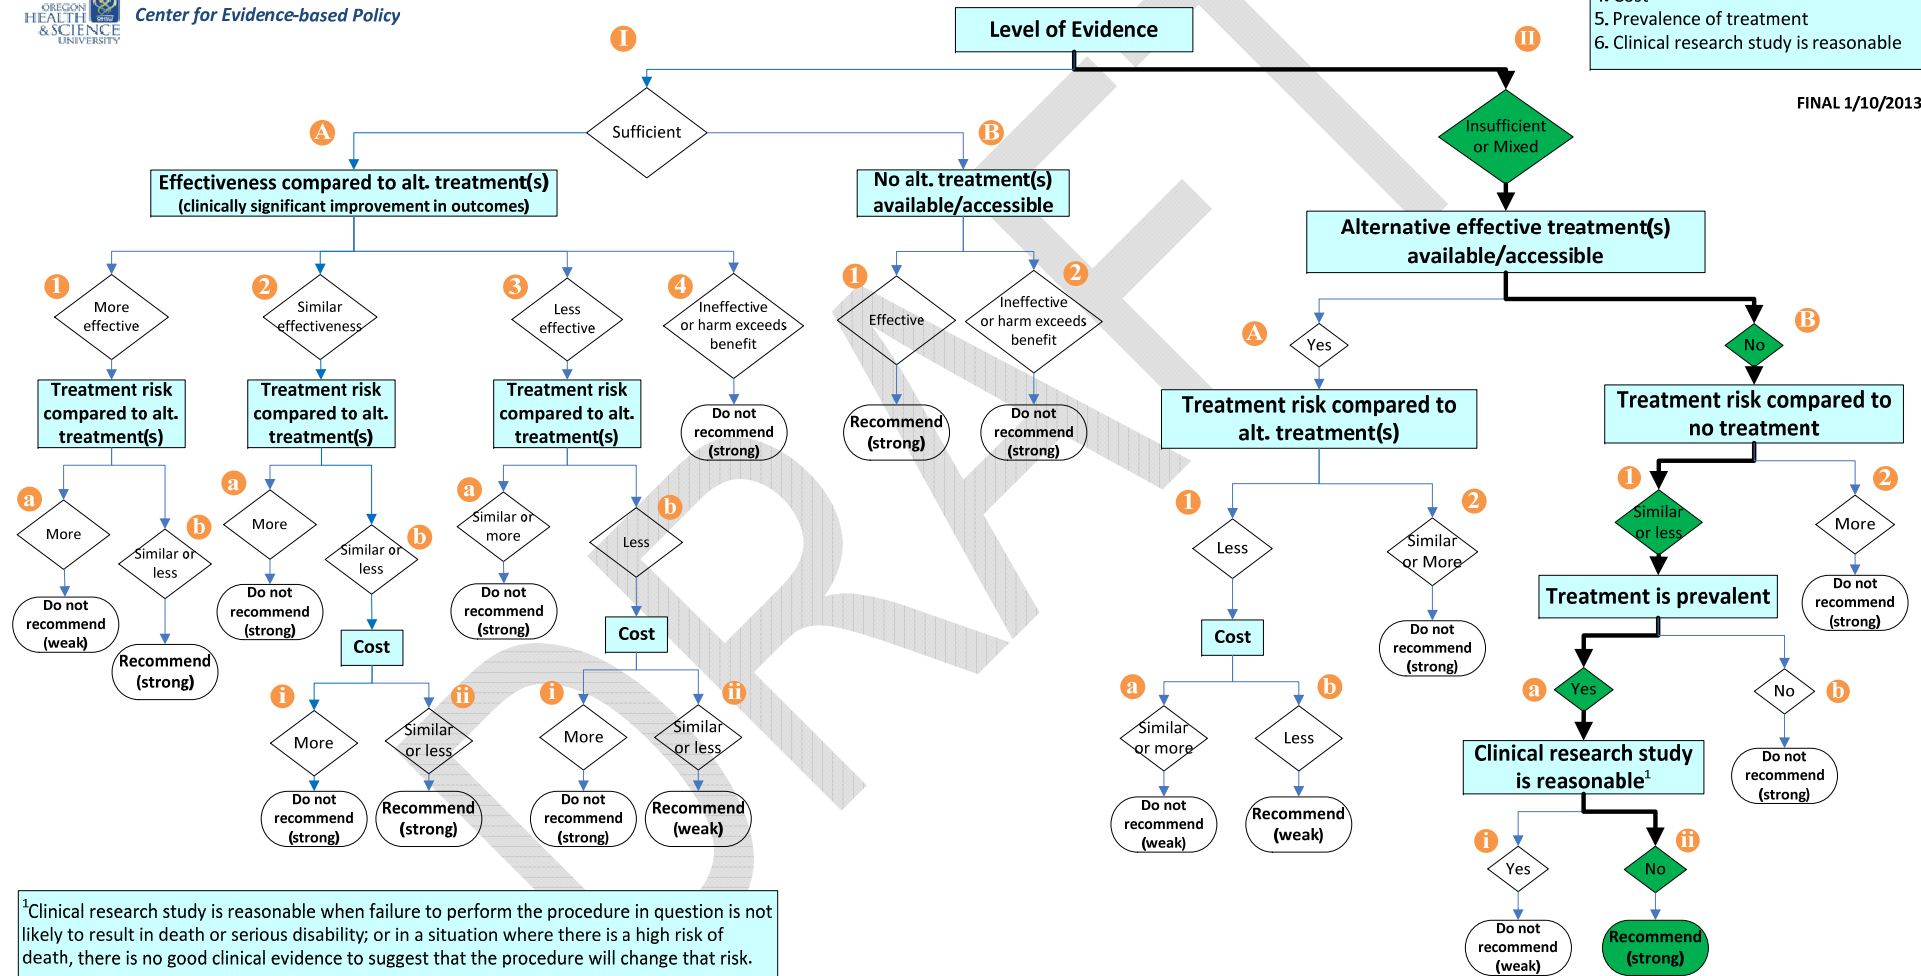 OREGON
HEALTH
& SCIENCE
UNIVERSITY
Center for Evidence-based Policy
4. Cost
5. Prevalence of treatment
6. Clinical research study is reasonable
FINAL 1/10/2013
DRAFT
Level of Evidence
I
II
Sufficient
Insufficient
or Mixed
A
B
Effectiveness compared to alt. treatment(s)
(clinically significant improvement in outcomes)
No alt. treatment(s)
available/accessible
Alternative effective treatment(s)
available/accessible
1
More
effective
2
Similar
effectiveness
3
Less
effective
4
Ineffective
or harm exceeds
benefit
1
Effective
2
Ineffective
or harm exceeds
benefit
A
Yes
B
No
Treatment risk
compared to alt.
treatment(s)
Treatment risk
compared to alt.
treatment(s)
Treatment risk
compared to alt.
treatment(s)
Do not
recommend
(strong)
Recommend
(strong)
Do not
recommend
(strong)
Treatment risk compared to
alt. treatment(s)
Treatment risk compared to
no treatment
a
More
b
Similar or
less
a
More
b
Similar or
less
a
Similar or
more
b
Less
1
Less
2
Similar
or More
1
Similar
or less
2
More
Do not
recommend
(weak)
Recommend
(strong)
Do not
recommend
(strong)
Cost
Do not
recommend
(strong)
Cost
Cost
Do not
recommend
(strong)
Treatment is prevalent
Do not
recommend
(strong)
i
More
ii
Similar
or less
i
More
ii
Similar
or less
a
Similar
or more
b
Less
a
Yes
No
b
Do not
recommend
(strong)
Recommend
(strong)
Do not
recommend
(strong)
Recommend
(weak)
Do not
recommend
(weak)
Recommend
(weak)
Clinical research study
is reasonable1
Do not
recommend
(strong)
i
Yes
ii
No
Do not
recommend
(weak)
Recommend
(strong)
1Clinical research study is reasonable when failure to perform the procedure in question is not
likely to result in death or serious disability; or in a situation where there is a high risk of
death, there is no good clinical evidence to suggest that the procedure will change that risk.